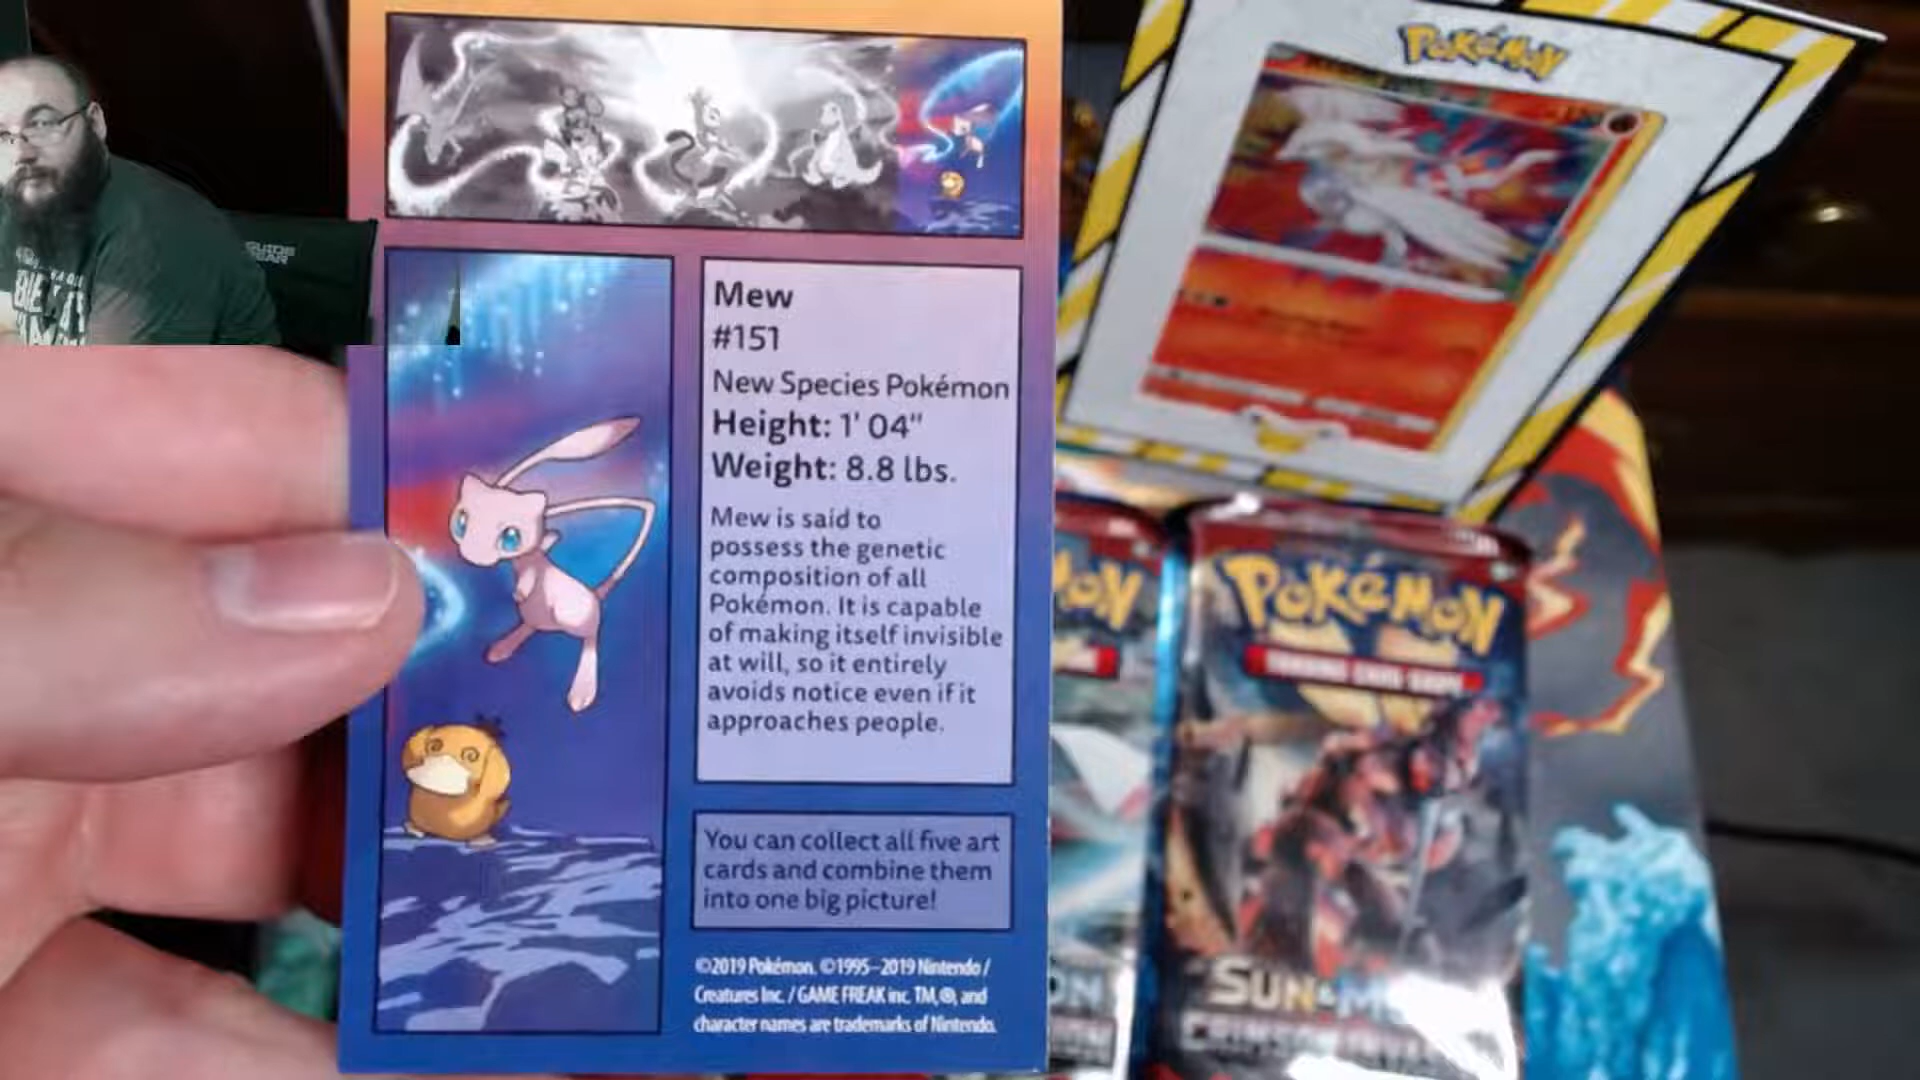 Mew
#151
New Species Pokémon
Height: 1' 04"
Weight: 8.8 lbs.
Mew is said to
possess the genetic
composition of all
Pokémon. It is capable
of making itself invisible
at will, so it entirely
avoids notice even if it
approaches people.
You can collect all five art
cards and combine them
into one big picture!
©2019 Pokémon. ©1995–2019 Nintendo /
Creatures Inc. / GAME FREAK inc. TM, ®, and
character names are trademarks of Nintendo.
POKÉMON
POKÉMON
TRADING CARD GAME
SUN &
CRIMSON